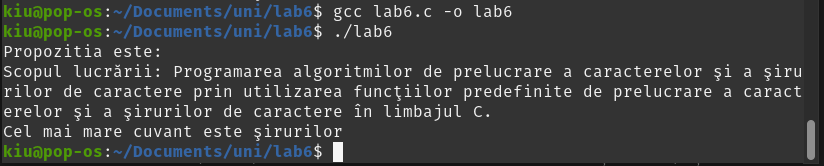 kiu@pop-os:~/Documents/uni/lab6$ gcc lab6.c -o lab6
kiu@pop-os:~/Documents/uni/lab6$ ./lab6
Propozitia este:
Scopul lucrării: Programarea algoritmilor de prelucrare a caracterelor şi a şiru
rilor de caractere prin utilizarea funcţiilor predefinite de prelucrare a caract
erelor şi a şirurilor de caractere în limbajul C.
Cel mai mare cuvant este şirurilor
kiu@pop-os:~/Documents/uni/lab6$